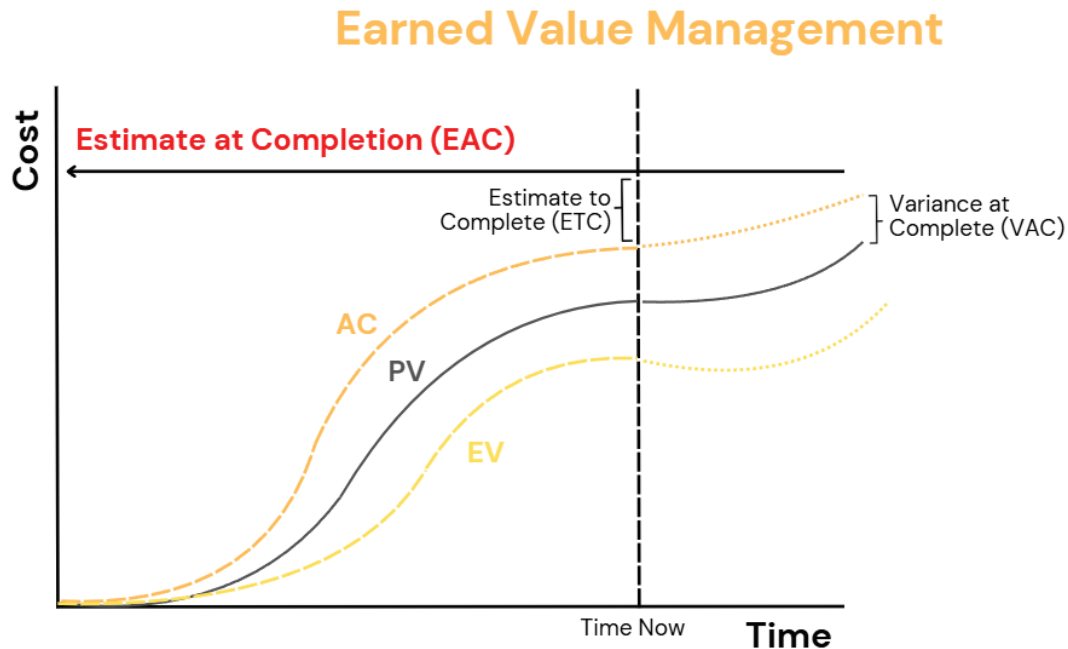 Earned Value Management
Cost
Estimate at Completion (EAC)
Estimate to
Complete (ETC)
Variance at
Complete (VAC)
AC
PV
EV
Time Now
Time